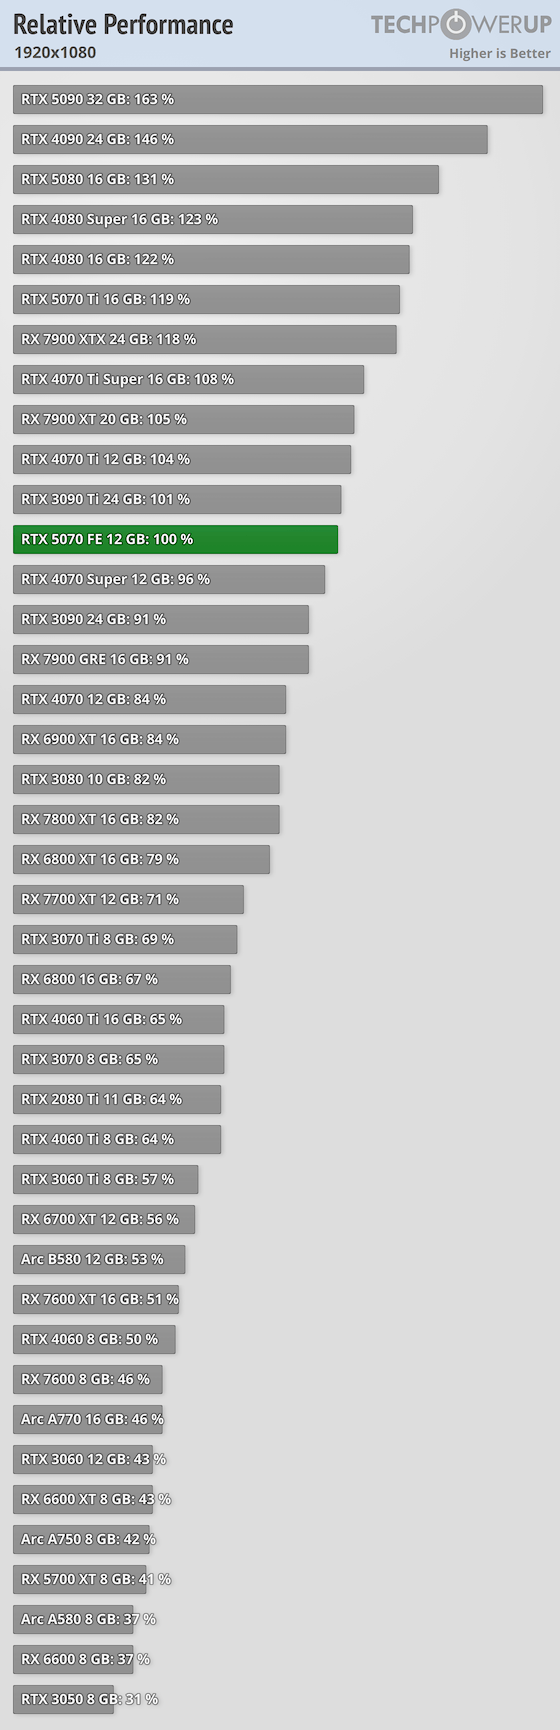 Relative Performance
TECHPOWERUP
1920x1080
Higher is Better
RTX 5090 32 GB: 163 %
RTX 4090 24 GB: 146 %
RTX 5080 16 GB: 131 %
RTX 4080 Super 16 GB: 123 %
RTX 4080 16 GB: 122 %
RTX 5070 Ti 16 GB: 119 %
RX 7900 XTX 24 GB: 118 %
RTX 4070 Ti Super 16 GB: 108 %
RX 7900 XT 20 GB: 105 %
RTX 4070 Ti 12 GB: 104 %
RTX 3090 Ti 24 GB: 101 %
RTX 5070 FE 12 GB: 100 %
RTX 4070 Super 12 GB: 96 %
RTX 3090 24 GB: 91 %
RX 7900 GRE 16 GB: 91 %
RTX 4070 12 GB: 84 %
RX 6900 XT 16 GB: 84 %
RTX 3080 10 GB: 82 %
RX 7800 XT 16 GB: 82 %
RX 6800 XT 16 GB: 79 %
RX 7700 XT 12 GB: 71 %
RTX 3070 Ti 8 GB: 69 %
RX 6800 16 GB: 67 %
RTX 4060 Ti 16 GB: 65 %
RTX 3070 8 GB: 65 %
RTX 2080 Ti 11 GB: 64 %
RTX 4060 Ti 8 GB: 64 %
RTX 3060 Ti 8 GB: 57 %
RX 6700 XT 12 GB: 56 %
Arc B580 12 GB: 53 %
RX 7600 XT 16 GB: 51 %
RTX 4060 8 GB: 50 %
RX 7600 8 GB: 46 %
Arc A770 16 GB: 46 %
RTX 3060 12 GB: 43 %
RX 6600 XT 8 GB: 43 %
Arc A750 8 GB: 42 %
RX 5700 XT 8 GB: 41 %
Arc A580 8 GB: 37 %
RX 6600 8 GB: 37 %
RTX 3050 8 GB: 31 %